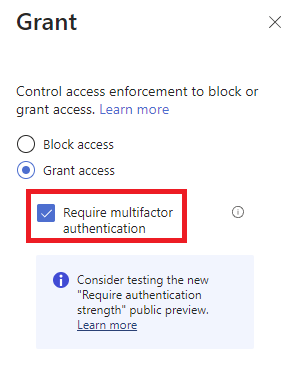 Grant
Control access enforcement to block or
grant access. Learn more
Block access
Grant access
Require multifactor
authentication
Consider testing the new
"Require authentication
strength" public preview.
Learn more